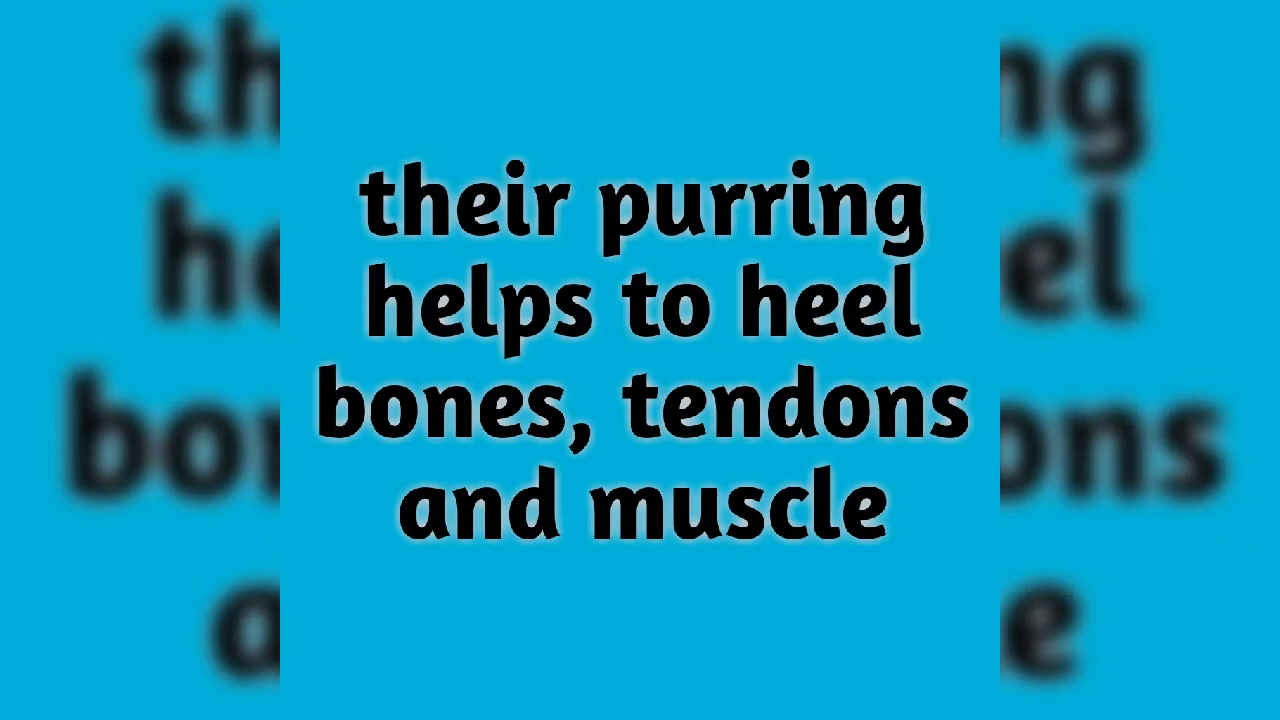 their purring
helps to heel
bones, tendons
and muscle